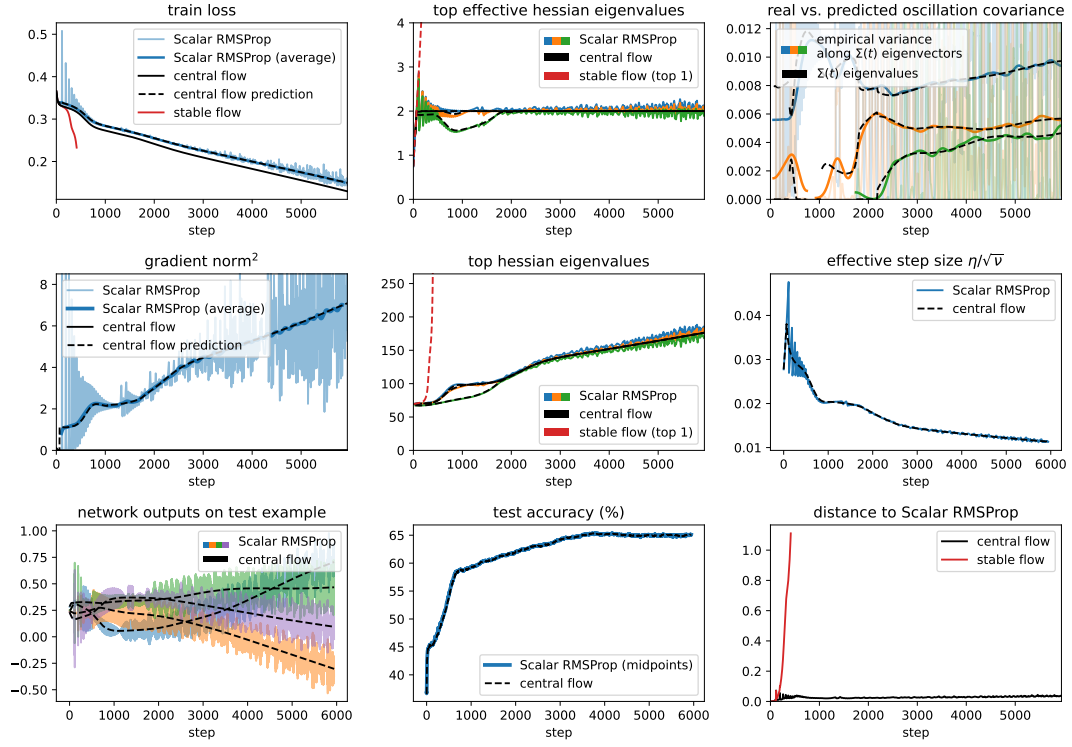 train loss
0.5
0.4
0.3
0.2
0 1000 2000 3000 4000 5000
step
Scalar RMSProp
Scalar RMSProp (average)
central flow
central flow prediction
stable flow
top effective hessian eigenvalues
4
3
2
1
0
0 1000 2000 3000 4000 5000
step
Scalar RMSProp
central flow
stable flow (top 1)
real vs. predicted oscillation covariance
0.012
0.010
0.008
0.006
0.004
0.002
0.000
0 1000 2000 3000 4000 5000
step
empirical variance
along Σ(t) eigenvectors
Σ(t) eigenvalues
gradient norm²
8
6
4
2
0
0 1000 2000 3000 4000 5000
step
Scalar RMSProp
Scalar RMSProp (average)
central flow
central flow prediction
top hessian eigenvalues
250
200
150
100
50
0
0 1000 2000 3000 4000 5000
step
Scalar RMSProp
central flow
stable flow (top 1)
effective step size η/√ν
0.04
0.03
0.02
0.01
0 1000 2000 3000 4000 5000 6000
step
Scalar RMSProp
central flow
network outputs on test example
1.00
0.75
0.50
0.25
0.00
−0.25
−0.50
0 1000 2000 3000 4000 5000 6000
step
Scalar RMSProp
central flow
test accuracy (%)
65
60
55
50
45
40
0 1000 2000 3000 4000 5000 6000
step
Scalar RMSProp (midpoints)
central flow
distance to Scalar RMSProp
1.0
0.8
0.6
0.4
0.2
0.0
0 1000 2000 3000 4000 5000
step
central flow
stable flow